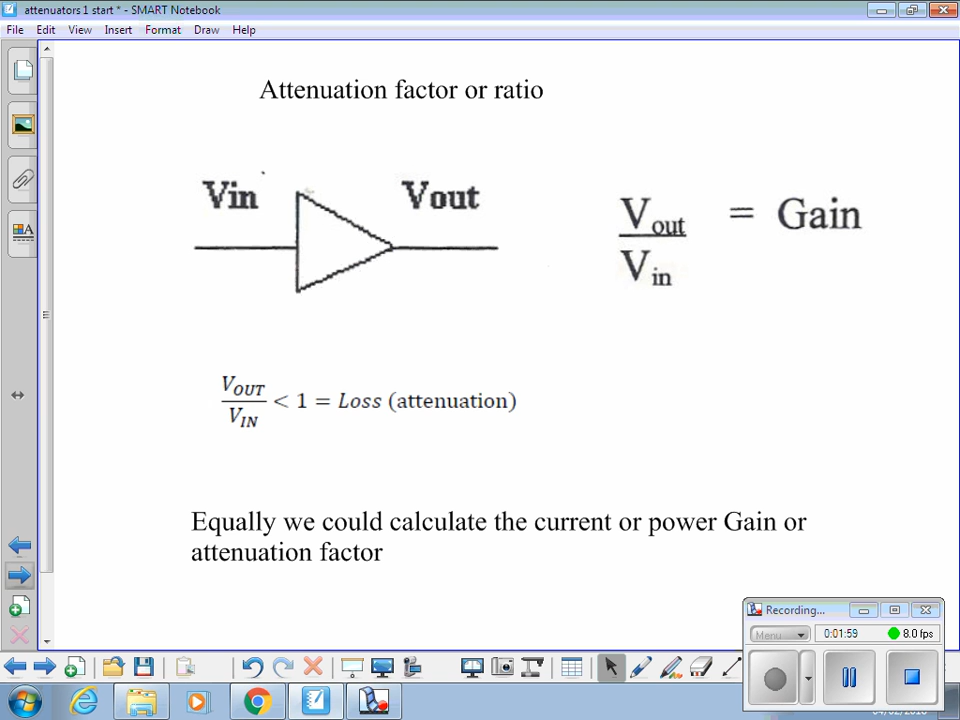 attenuators 1 start * - SMART Notebook
File Edit View Insert Format Draw Help
Attenuation factor or ratio
Vin
Vout
Vout
Vin
= Gain
VOUT
VIN
< 1 = Loss (attenuation)
Equally we could calculate the current or power Gain or
attenuation factor
Recording...
Menu
0:01:59
8.0 fps